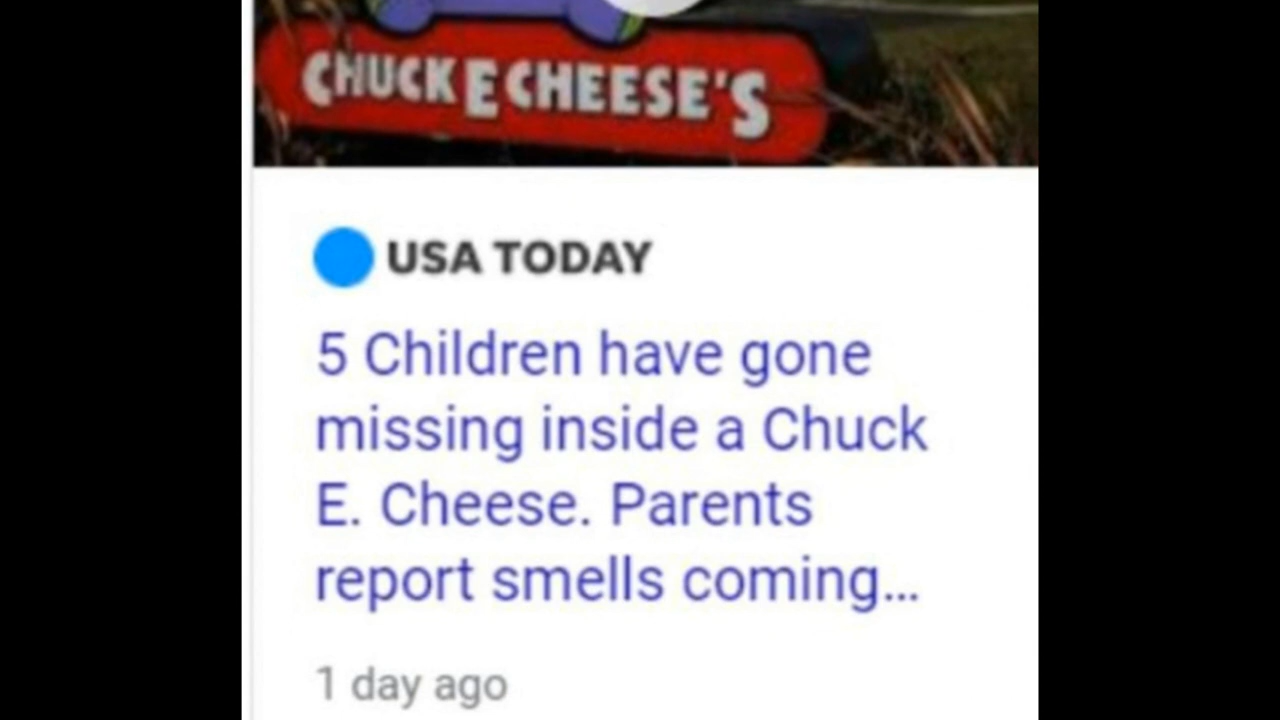 CHUCK E CHEESE'S
USA TODAY
5 Children have gone
missing inside a Chuck
E. Cheese. Parents
report smells coming...
1 day ago